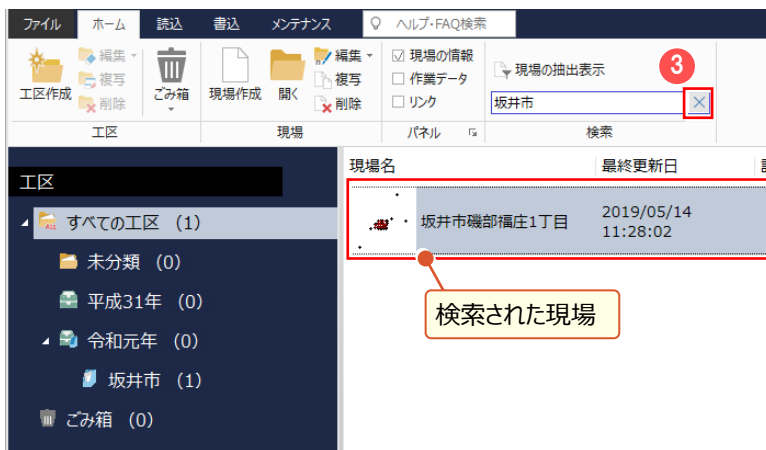 ファイル ホーム 読込 書込 メンテナンス ヘルプ・FAQ検索
工区作成 編集 複写 削除 ごみ箱
工区
現場作成 開く 編集 複写 削除
現場
現場の情報
作業データ
リンク
パネル
現場の抽出表示
3
坂井市
検索
工区
すべての工区 (1)
未分類 (0)
平成31年 (0)
令和元年 (0)
坂井市 (1)
ごみ箱 (0)
現場名 最終更新日
坂井市磯部福庄1丁目 2019/05/14
11:28:02
検索された現場